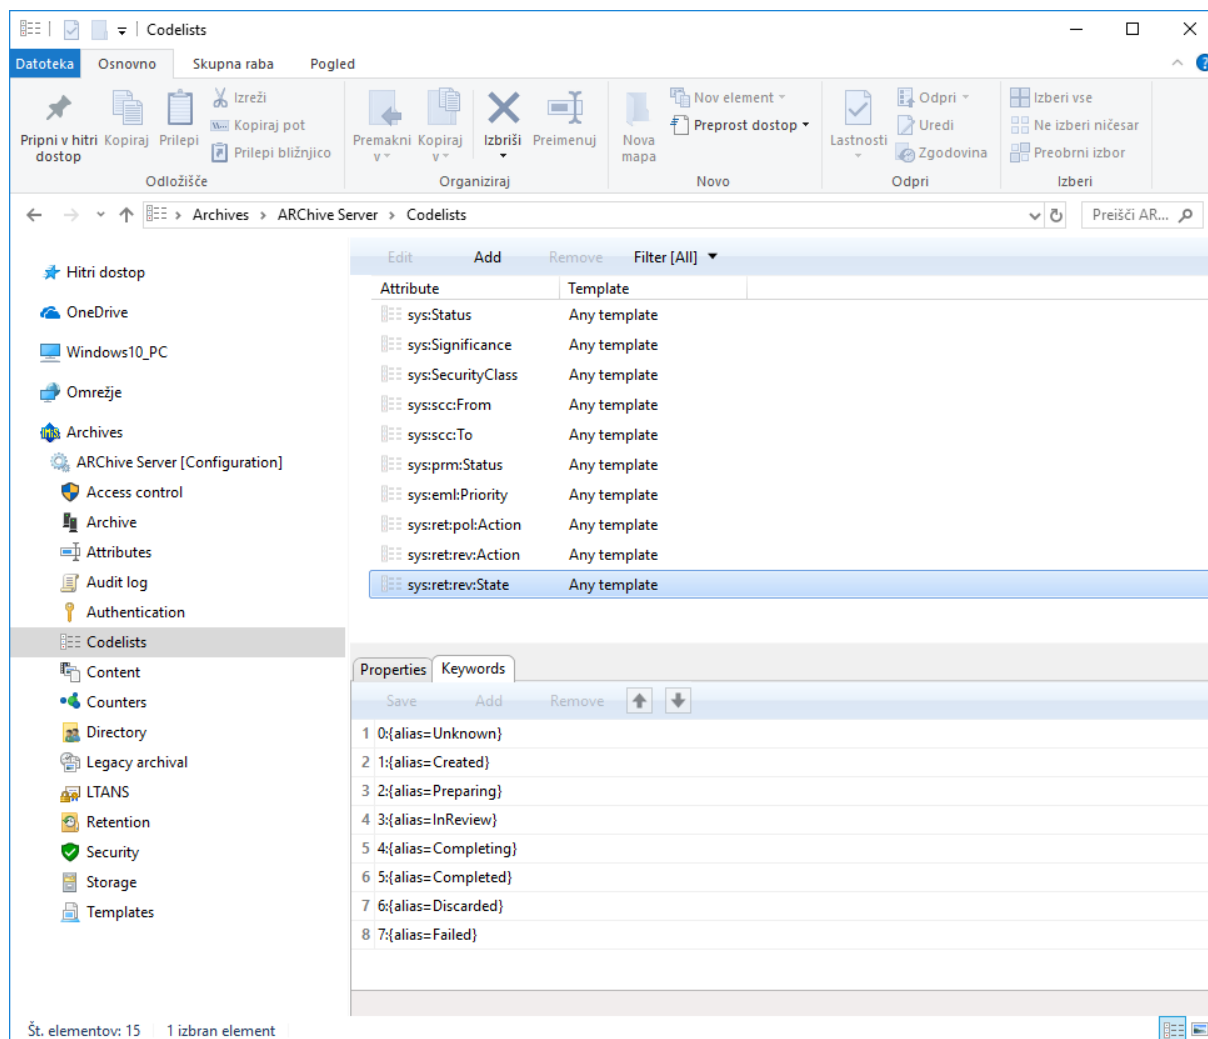 Codelists
Datoteka Osnovno Skupna raba Pogled
Pripni v hitri dostop
Kopiraj
Prilepi
Izreži
Kopiraj pot
Prilepi bližnjico
Odložišče
Premakni v
Kopiraj v
Izbriši
Preimenuj
Organiziraj
Nova mapa
Nov element
Preprost dostop
Novo
Lastnosti
Odpri
Uredi
Zgodovina
Odpri
Izberi vse
Ne izberi ničesar
Preobrni izbor
Izberi
Archives > ARChive Server > Codelists
Preišči AR...
Hitri dostop
OneDrive
Windows10_PC
Omrežje
Archives
ARChive Server [Configuration]
Access control
Archive
Attributes
Audit log
Authentication
Codelists
Content
Counters
Directory
Legacy archival
LTANS
Retention
Security
Storage
Templates
Edit Add Remove Filter [All]
Attribute Template
sys:Status Any template
sys:Significance Any template
sys:SecurityClass Any template
sys:scc:From Any template
sys:scc:To Any template
sys:prm:Status Any template
sys:eml:Priority Any template
sys:ret:pol:Action Any template
sys:ret:rev:Action Any template
sys:ret:rev:State Any template
Properties Keywords
Save Add Remove
1 0:{alias=Unknown}
2 1:{alias=Created}
3 2:{alias=Preparing}
4 3:{alias=InReview}
5 4:{alias=Completing}
6 5:{alias=Completed}
7 6:{alias=Discarded}
8 7:{alias=Failed}
Št. elementov: 15 1 izbran element